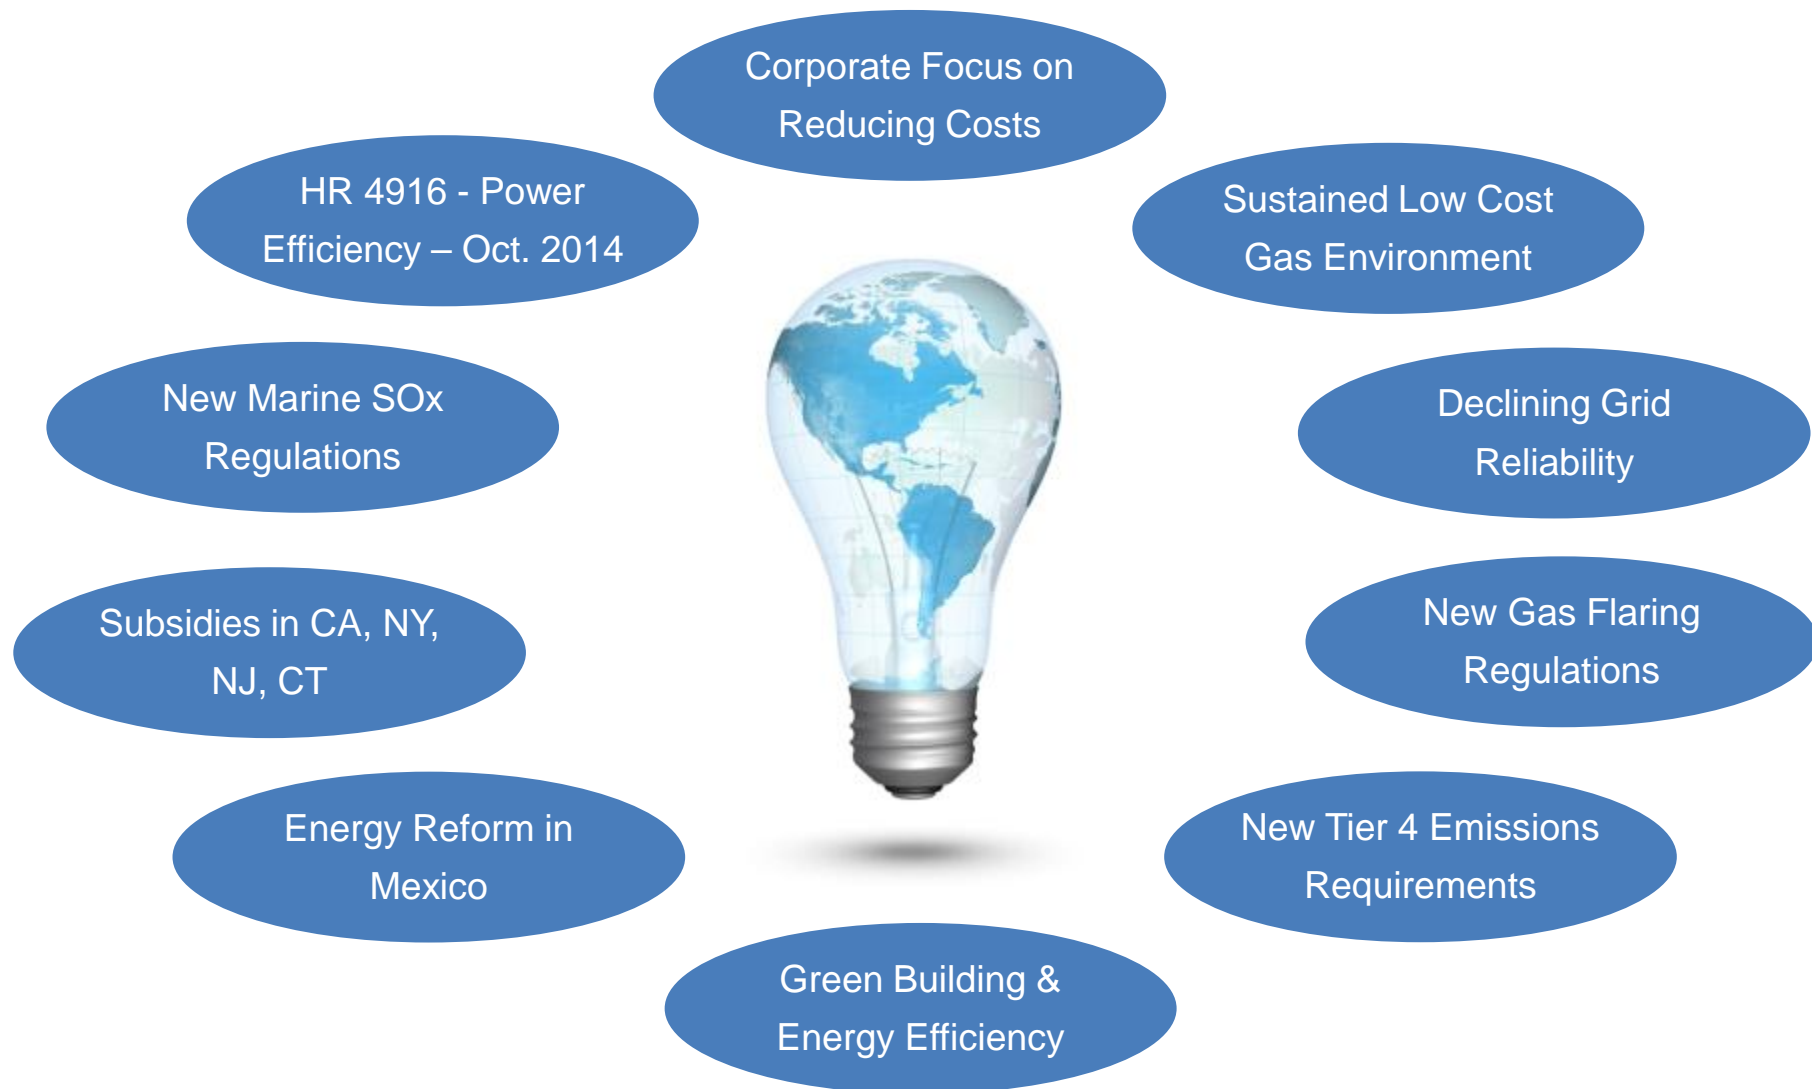 Corporate Focus on
Reducing Costs
HR 4916 - Power
Efficiency – Oct. 2014
Sustained Low Cost
Gas Environment
New Marine SOx
Regulations
Declining Grid
Reliability
Subsidies in CA, NY,
NJ, CT
New Gas Flaring
Regulations
Energy Reform in
Mexico
New Tier 4 Emissions
Requirements
Green Building &
Energy Efficiency